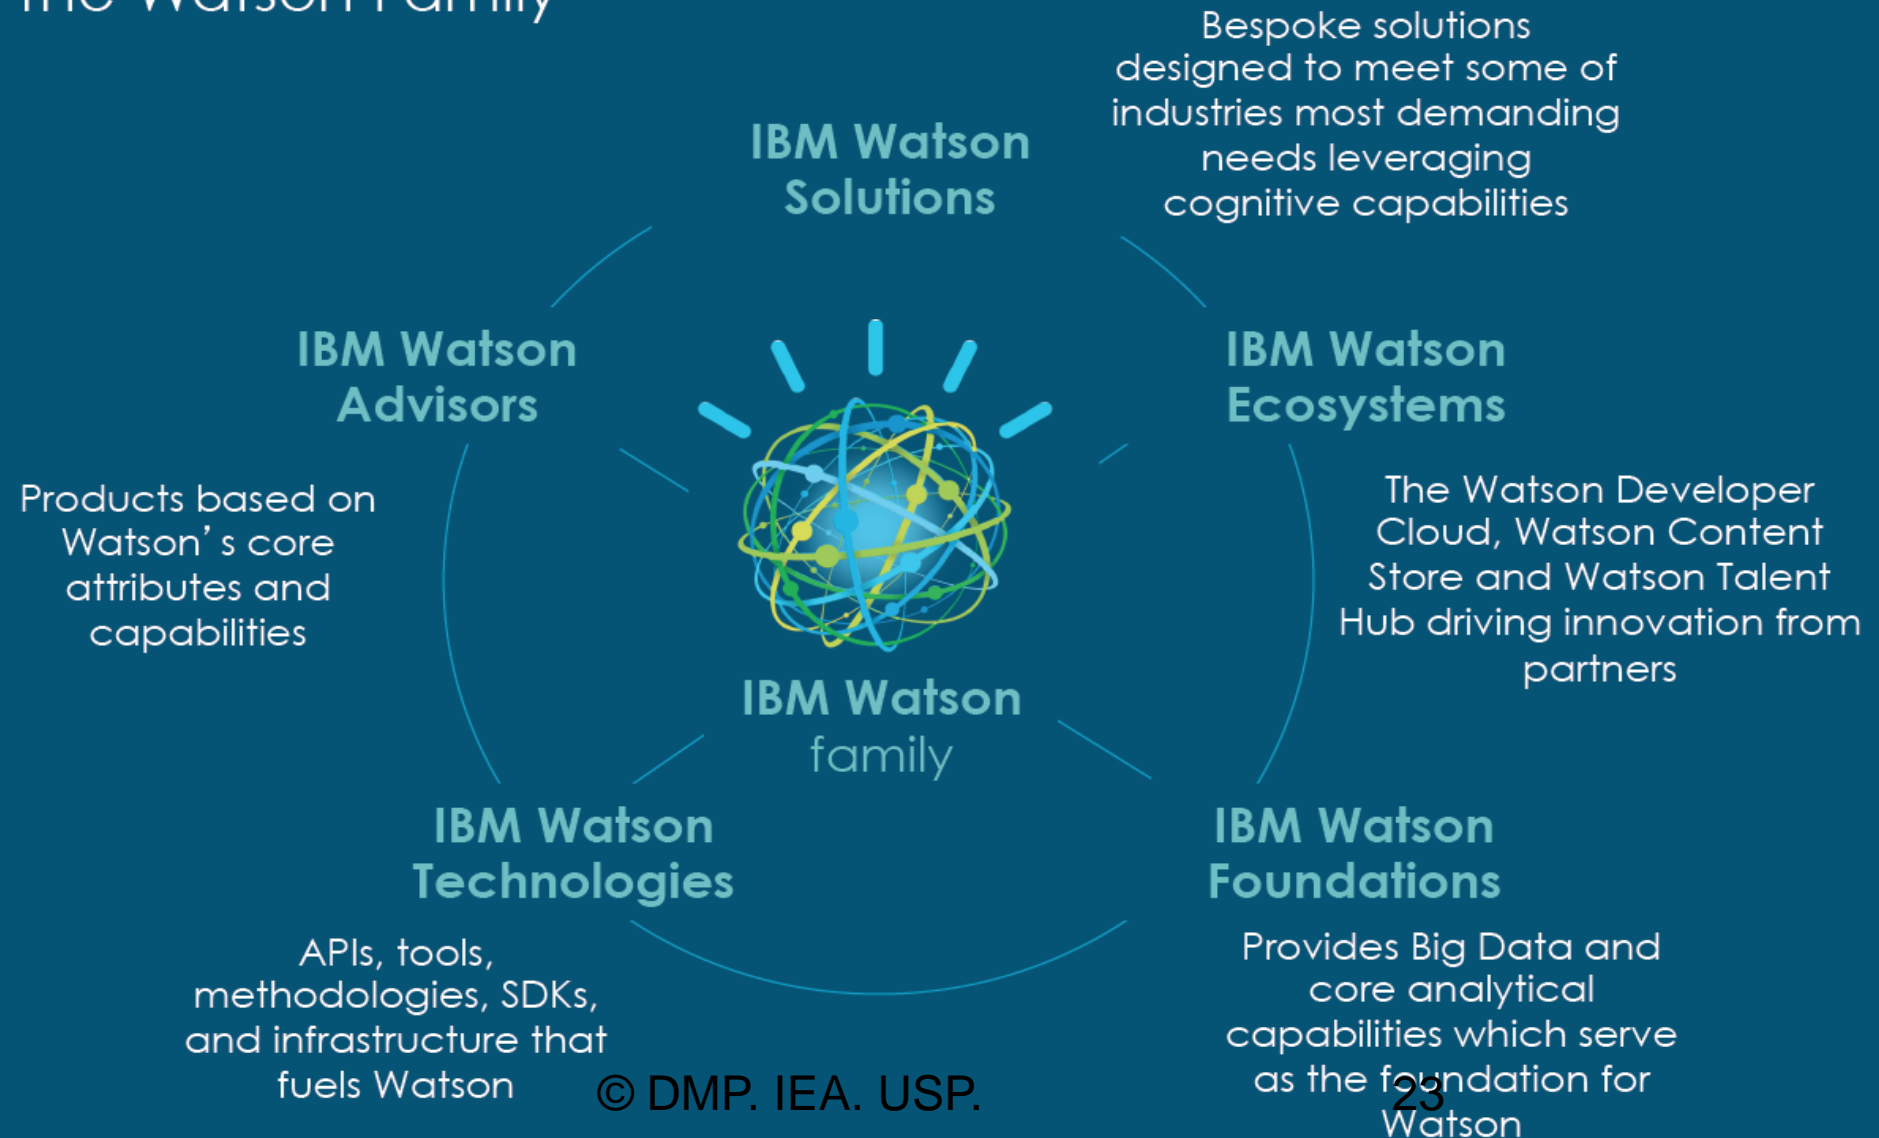 The Watson Family
Bespoke solutions
designed to meet some of
industries most demanding
needs leveraging
cognitive capabilities
IBM Watson
Solutions
IBM Watson
Advisors
IBM Watson
Ecosystems
Products based on
Watson’s core
attributes and
capabilities
The Watson Developer
Cloud, Watson Content
Store and Watson Talent
Hub driving innovation from
partners
IBM Watson
family
IBM Watson
Technologies
IBM Watson
Foundations
APIs, tools,
methodologies, SDKs,
and infrastructure that
fuels Watson
Provides Big Data and
core analytical
capabilities which serve
as the foundation for
Watson
© DMP. IEA. USP.
23